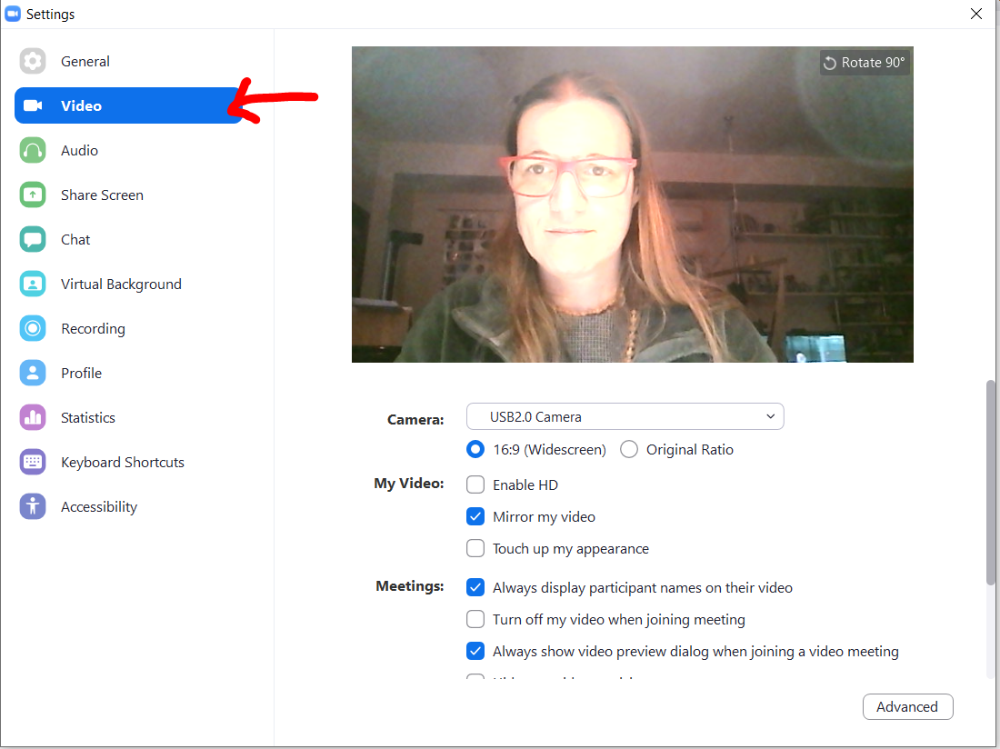 Settings
General
Video
Audio
Share Screen
Chat
Virtual Background
Recording
Profile
Statistics
Keyboard Shortcuts
Accessibility
Rotate 90°
Camera: USB2.0 Camera
16:9 (Widescreen) Original Ratio
My Video: Enable HD
Mirror my video
Touch up my appearance
Meetings: Always display participant names on their video
Turn off my video when joining meeting
Always show video preview dialog when joining a video meeting
Advanced